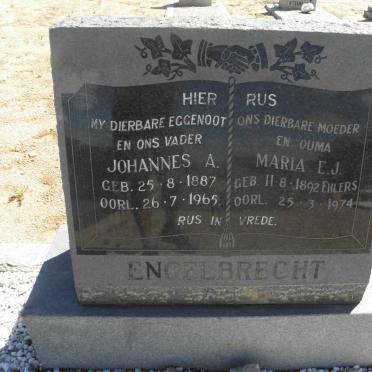 HIER RUS
MY DIERBARE EGGENOOT
EN ONS VADER
JOHANNES A.
GEB. 25-8-1887
OORL. 26-7-1965
ONS DIERBARE MOEDER
EN OUMA
MARIA E.J.
GEB. 11-8-1892 EHLERS
OORL. 25-3-1974
RUS IN VREDE.
ENGELBRECHT